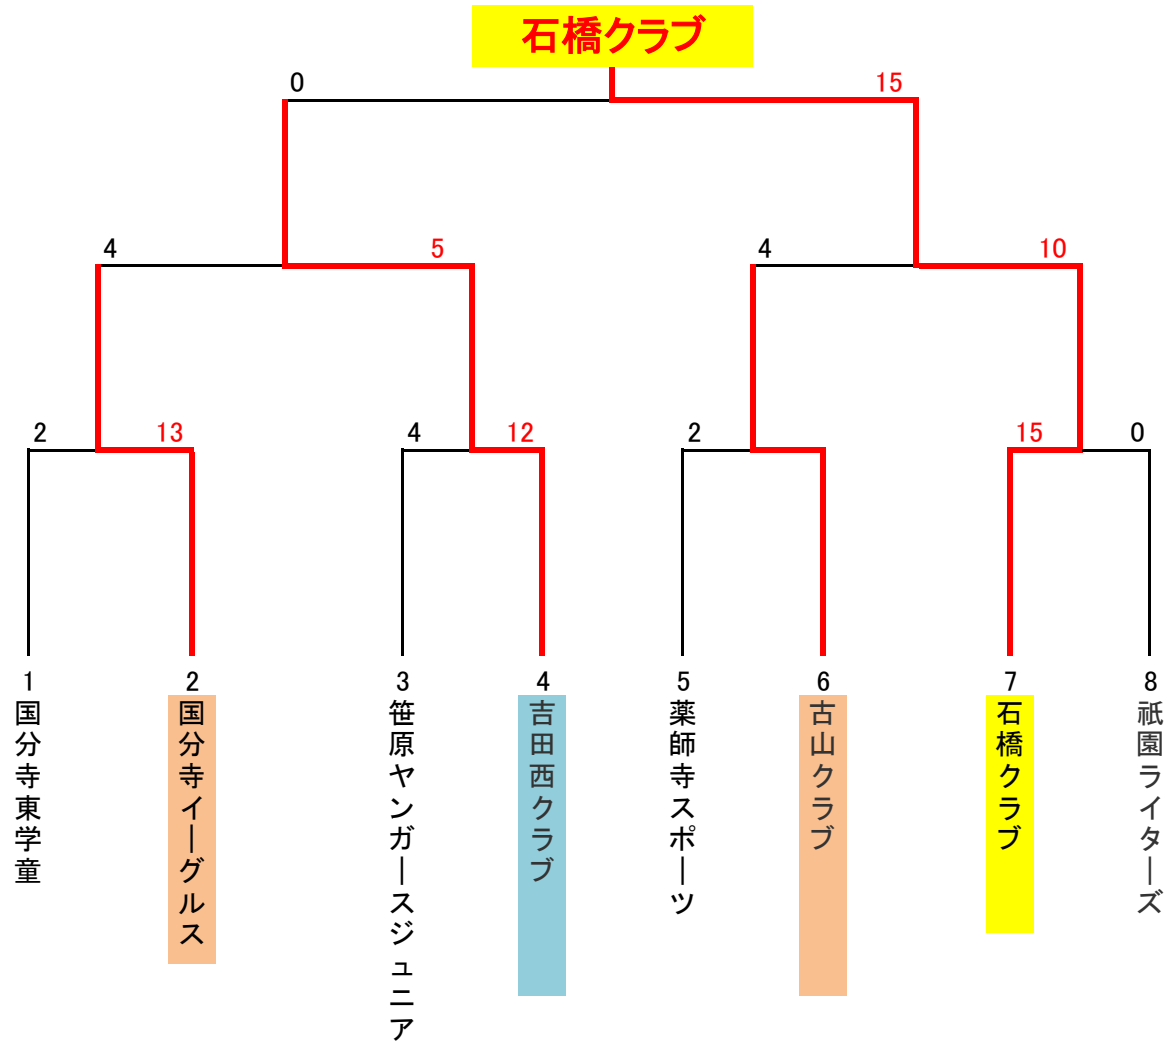 石橋クラブ
0
15
4
5
4
10
2
13
4
12
2
15
0
1
2
3
4
5
6
7
8
国分寺東学童
国分寺イーグルス
笹原ヤンガースジュニア
吉田西クラブ
薬師寺スポーツ
古山クラブ
石橋クラブ
祇園ライターズ